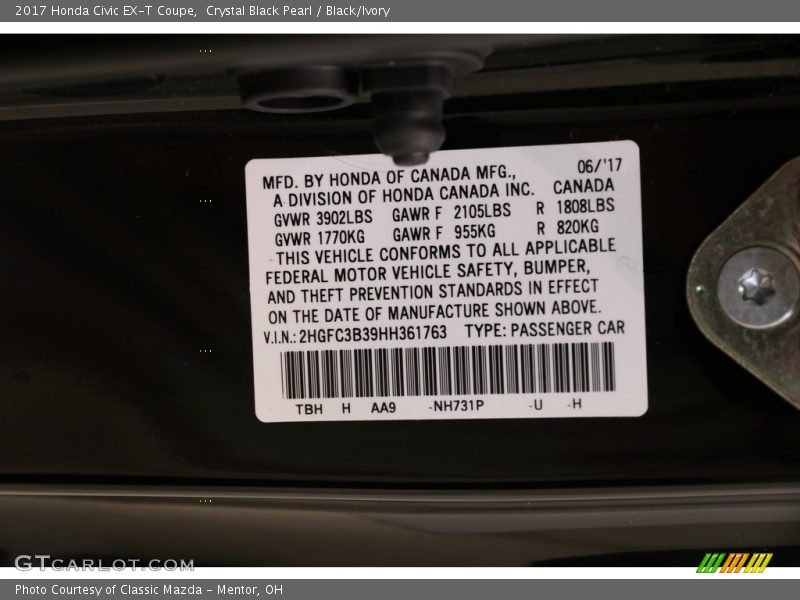 2017 Honda Civic EX-T Coupe,  Crystal Black Pearl / Black/Ivory
MFD. BY HONDA OF CANADA MFG., 06/'17
A DIVISION OF HONDA CANADA INC. CANADA
GVWR 3902LBS GAWR F 2105LBS R 1808LBS
GVWR 1770KG GAWR F 955KG R 820KG
-THIS VEHICLE CONFORMS TO ALL APPLICABLE
FEDERAL MOTOR VEHICLE SAFETY, BUMPER,
AND THEFT PREVENTION STANDARDS IN EFFECT
ON THE DATE OF MANUFACTURE SHOWN ABOVE.
V.I.N.: 2HGFC3B39HH361763 TYPE: PASSENGER CAR
TBH H AA9 -NH731P -U -H
GTCARLOT.COM
Photo Courtesy of Classic Mazda - Mentor, OH